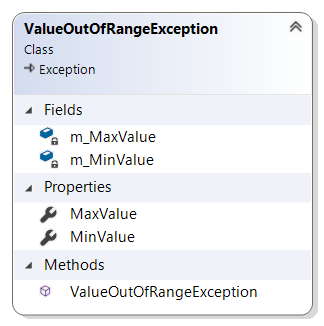 ValueOutOfRangeException
Class
Exception
Fields
m_MaxValue
m_MinValue
Properties
MaxValue
MinValue
Methods
ValueOutOfRangeException